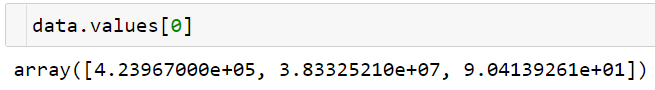 data.values[0]
array([4.23967000e+05, 3.83325210e+07, 9.04139261e+01])